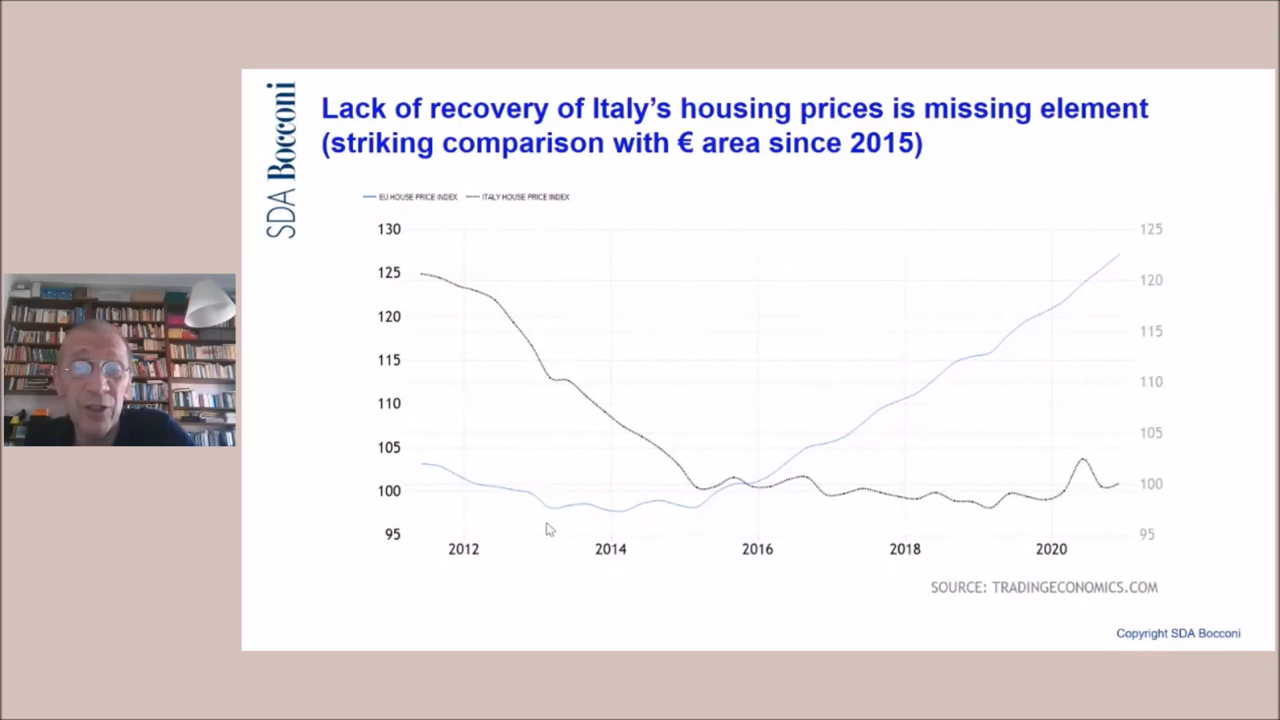 SDA Bocconi
Lack of recovery of Italy's housing prices is missing element
(striking comparison with € area since 2015)
EU HOUSE PRICE INDEX ITALY HOUSE PRICE INDEX
130 125
125 120
120 115
115 110
110 105
105 100
100 95
95
2012 2014 2016 2018 2020
SOURCE: TRADINGECONOMICS.COM
Copyright SDA Bocconi